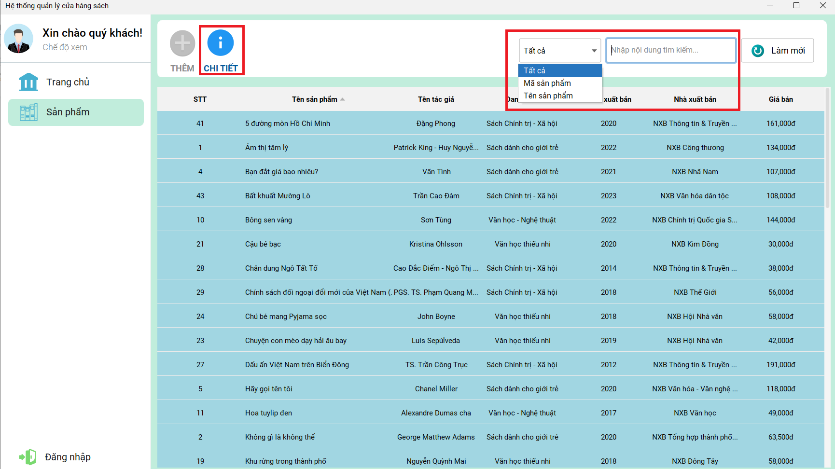 Hệ thống quản lý cửa hàng sách
Xin chào quý khách!
Chế độ xem
Trang chủ
Sản phẩm
Đăng nhập
THÊM
CHI TIẾT
Tất cả
Nhập nội dung tìm kiếm...
Làm mới
Tất cả
Mã sản phẩm
Tên sản phẩm
STT Tên sản phẩm Tên tác giả xuất bản Nhà xuất bản Giá bán
41 5 đường mòn Hồ Chí Minh Đặng Phong Sách Chính trị - Xã hội 2020 NXB Thông tin & Truyền ... 161,000đ
1 Ám thị tâm lý Patrick King - Huy Nguyễ... Sách dành cho giới trẻ 2022 NXB Công thương 134,000đ
4 Bạn đắt giá bao nhiêu? Vãn Tình Sách dành cho giới trẻ 2021 NXB Nhã Nam 107,000đ
43 Bất khuất Mường Lò Trần Cao Đàm Sách Chính trị - Xã hội 2023 NXB Văn hóa dân tộc 108,000đ
10 Bông sen vàng Sơn Tùng Văn học - Nghệ thuật 2022 NXB Chính trị Quốc gia S... 144,000đ
21 Cậu bé bạc Kristina Ohlsson Văn học thiếu nhi 2020 NXB Kim Đồng 30,000đ
28 Chân dung Ngô Tất Tố Cao Đắc Điểm - Ngô Thị ... Sách Chính trị - Xã hội 2014 NXB Thông tin & Truyền ... 38,000đ
29 Chính sách đối ngoại đổi mới của Việt Nam (... PGS. TS. Phạm Quang M... Sách Chính trị - Xã hội 2018 NXB Thế Giới 56,000đ
24 Chú bé mang Pyjama sọc John Boyne Văn học thiếu nhi 2018 NXB Hội Nhà văn 58,000đ
23 Chuyện con mèo dạy hải âu bay Luis Sepúlveda Văn học thiếu nhi 2019 NXB Hội Nhà văn 42,000đ
27 Dấu ấn Việt Nam trên Biển Đông TS. Trần Công Trục Sách Chính trị - Xã hội 2012 NXB Thông tin & Truyền ... 191,000đ
5 Hãy gọi tên tôi Chanel Miller Sách dành cho giới trẻ 2020 NXB Văn hóa - Văn nghệ ... 118,000đ
11 Hoa tuylip đen Alexandre Dumas cha Văn học - Nghệ thuật 2017 NXB Văn học 49,000đ
2 Không gì là không thể George Matthew Adams Sách dành cho giới trẻ 2020 NXB Tổng hợp thành phố... 63,500đ
19 Khu rừng trong thành phố Nguyễn Quỳnh Mai Văn học thiếu nhi 2018 NXB Đông Tây 58,000đ